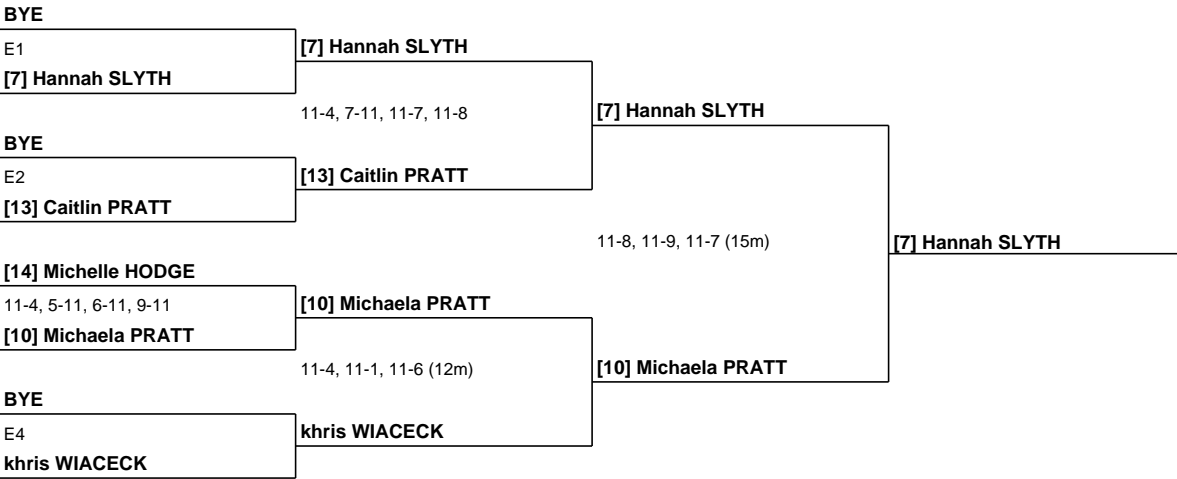 BYE
E1
[7] Hannah SLYTH
BYE
E2
[13] Caitlin PRATT
[14] Michelle HODGE
11-4, 5-11, 6-11, 9-11
[10] Michaela PRATT
BYE
E4
khris WIACECK
[7] Hannah SLYTH
11-4, 7-11, 11-7, 11-8
[13] Caitlin PRATT
[10] Michaela PRATT
11-4, 11-1, 11-6 (12m)
khris WIACECK
[7] Hannah SLYTH
11-8, 11-9, 11-7 (15m)
[10] Michaela PRATT
[7] Hannah SLYTH